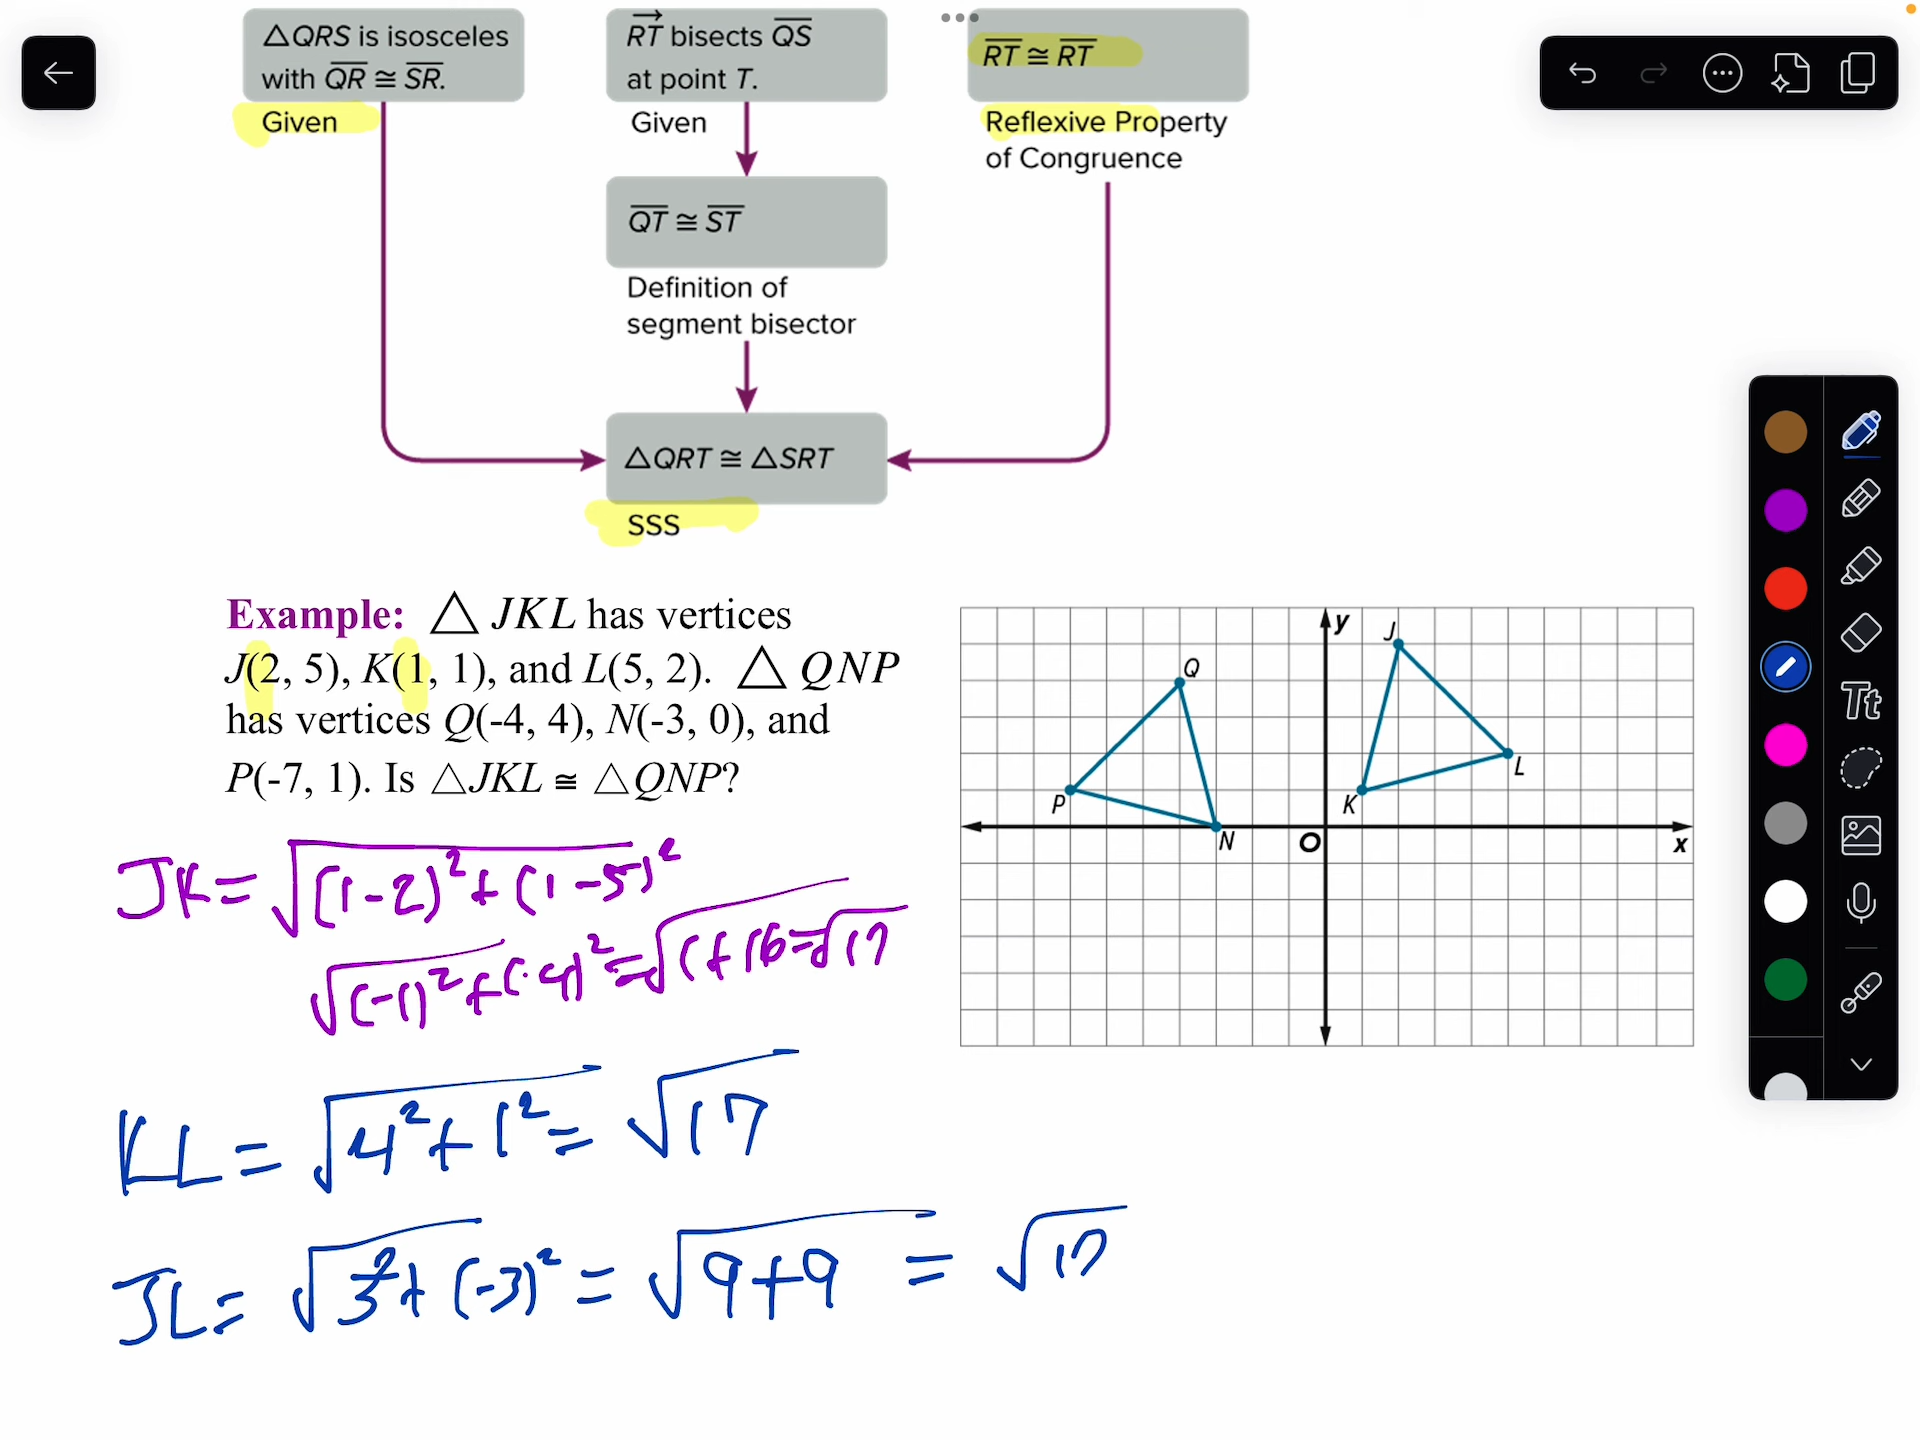 △QRS is isosceles
with QR ≅ SR.
Given
RT bisects QS
at point T.
Given
RT ≅ RT
Reflexive Property
of Congruence
QT ≅ ST
Definition of
segment bisector
△QRT ≅ △SRT
SSS
Example: △ JKL has vertices
J(2, 5), K(1, 1), and L(5, 2). △ QNP
has vertices Q(-4, 4), N(-3, 0), and
P(-7, 1). Is △JKL ≅ △QNP?
y
J
Q
L
P
K
N
O
x
JK = √(1-2)² + (1-5)²
√(-1)² + (-4)² = √1+16 = √17
KL = √4² + 1² = √17
JL = √3² + (-3)² = √9+9 = √17
Tt